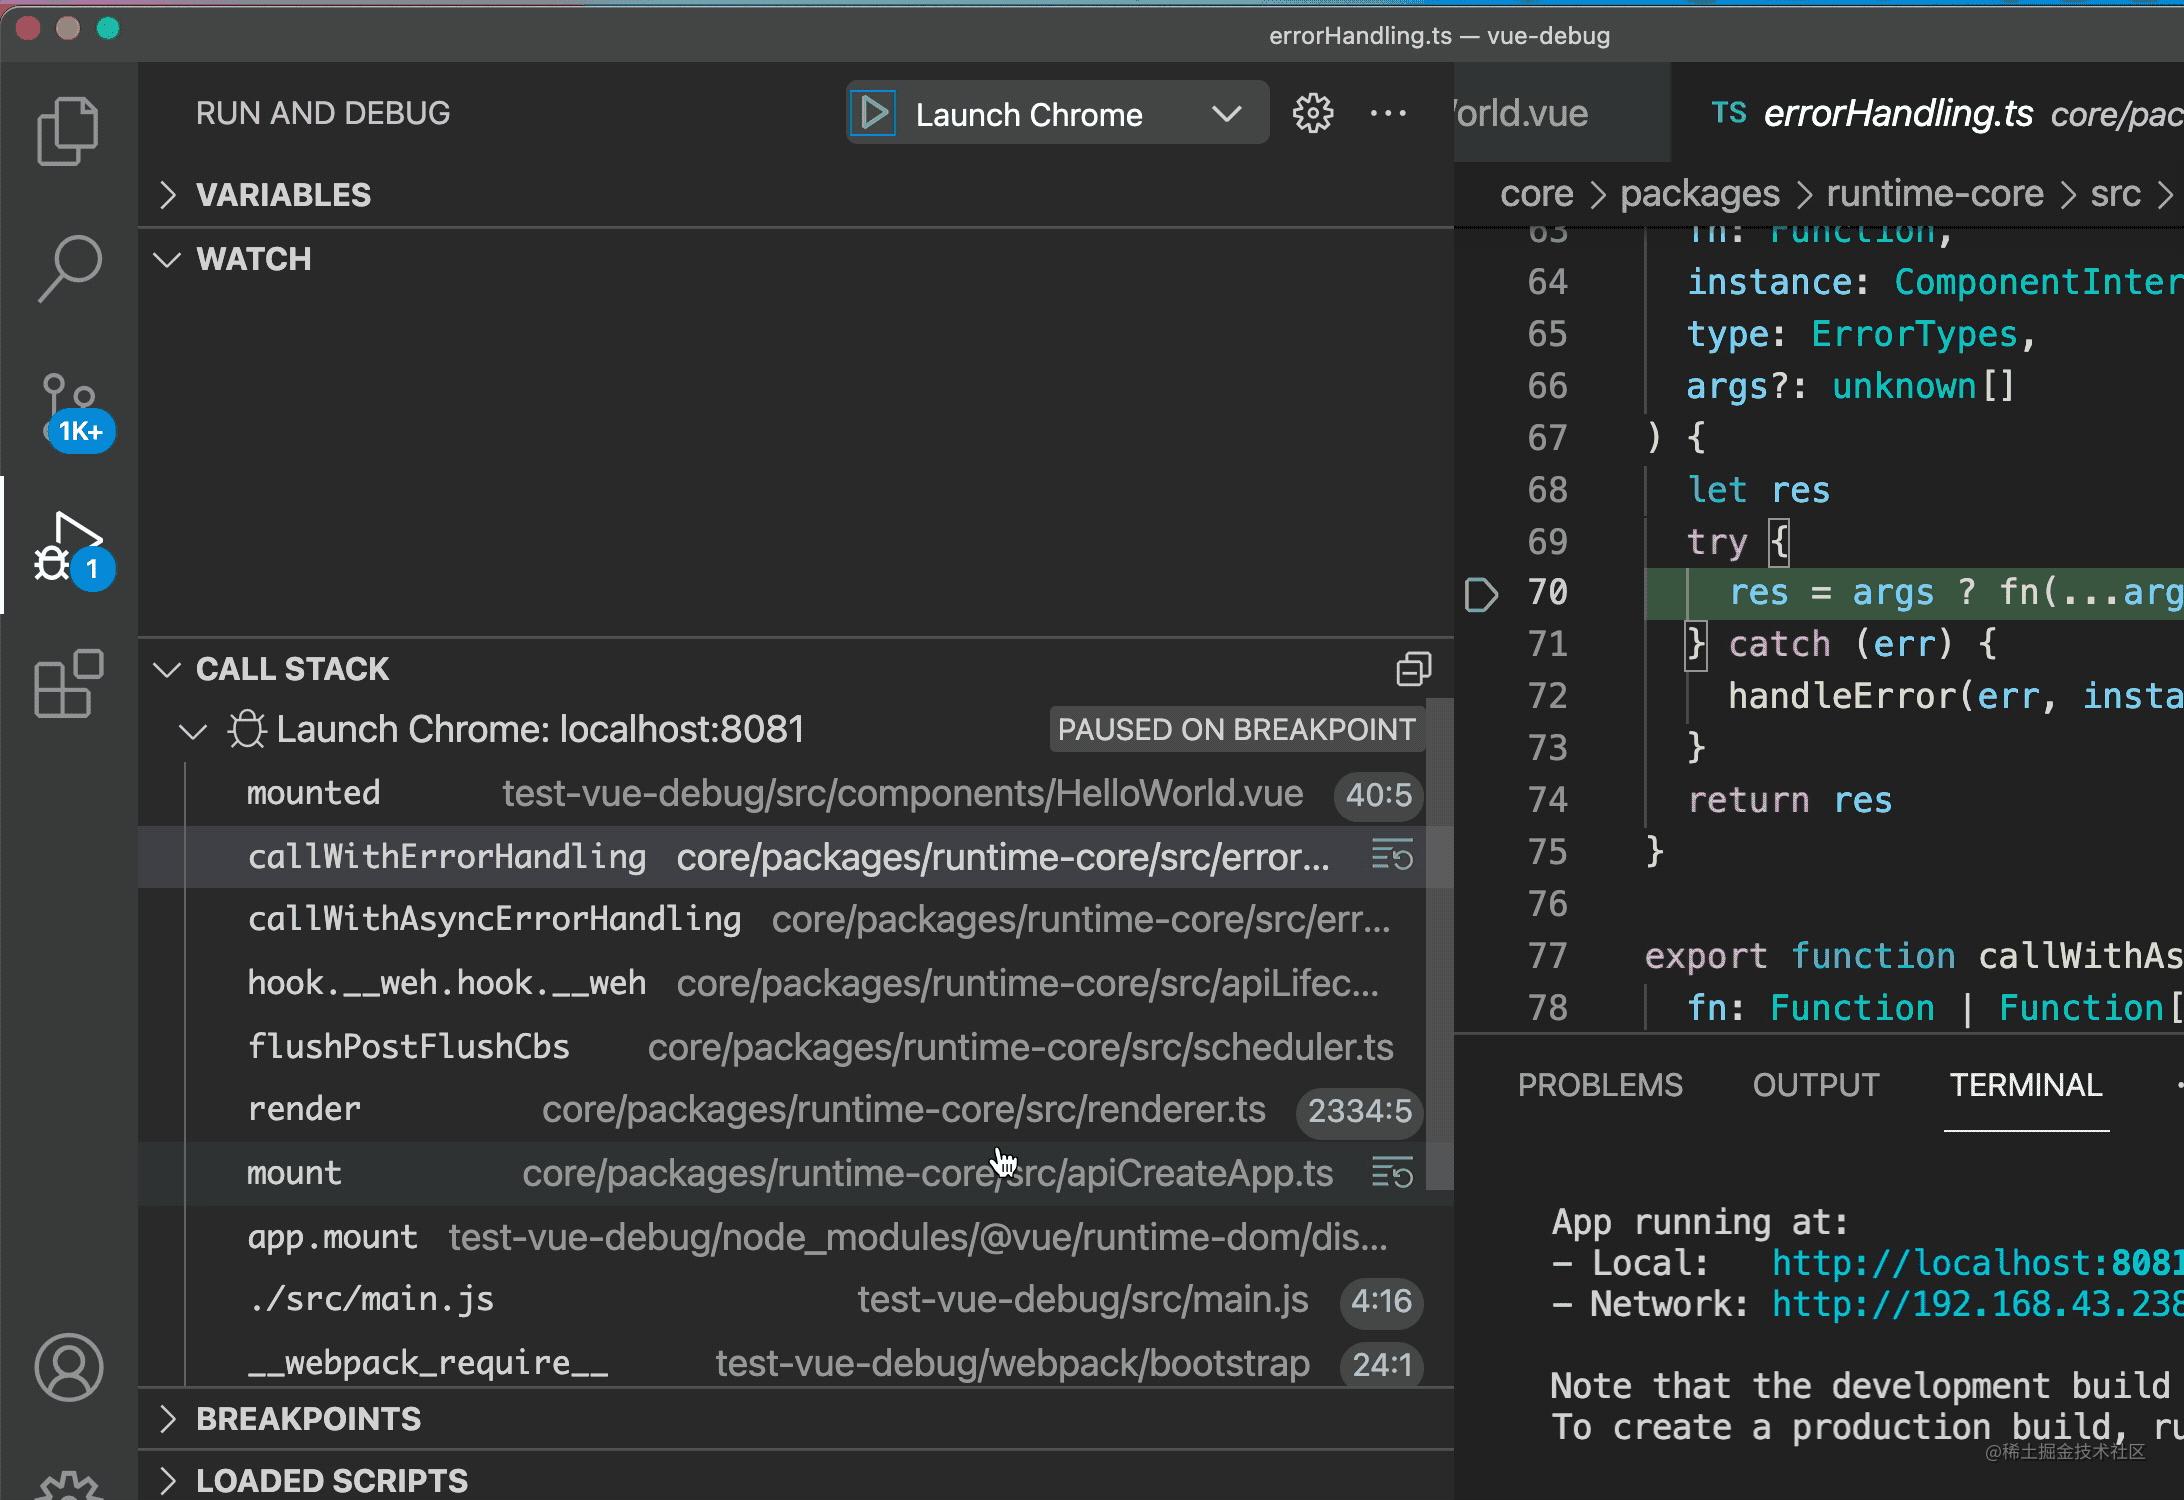 errorHandling.ts — vue-debug
RUN AND DEBUG
Launch Chrome
VARIABLES
WATCH
1K+
1
CALL STACK
Launch Chrome: localhost:8081 PAUSED ON BREAKPOINT
mounted test-vue-debug/src/components/HelloWorld.vue 40:5
callWithErrorHandling core/packages/runtime-core/src/error...
callWithAsyncErrorHandling core/packages/runtime-core/src/err...
hook.__weh.hook.__weh core/packages/runtime-core/src/apiLifec...
flushPostFlushCbs core/packages/runtime-core/src/scheduler.ts
render core/packages/runtime-core/src/renderer.ts 2334:5
mount core/packages/runtime-core/src/apiCreateApp.ts
app.mount test-vue-debug/node_modules/@vue/runtime-dom/dis...
./src/main.js test-vue-debug/src/main.js 4:16
__webpack_require__ test-vue-debug/webpack/bootstrap 24:1
BREAKPOINTS
LOADED SCRIPTS
orld.vue TS errorHandling.ts core/pac
core > packages > runtime-core > src >
63 fn: Function,
64 instance: ComponentInter
65 type: ErrorTypes,
66 args?: unknown[]
67 ) {
68 let res
69 try {
70 res = args ? fn(...arg
71 } catch (err) {
72 handleError(err, insta
73 }
74 return res
75 }
76
77 export function callWithAs
78 fn: Function | Function[
PROBLEMS OUTPUT TERMINAL
App running at:
- Local: http://localhost:8081
- Network: http://192.168.43.238
Note that the development build
To create a production build, ru
@稀土掘金技术社区